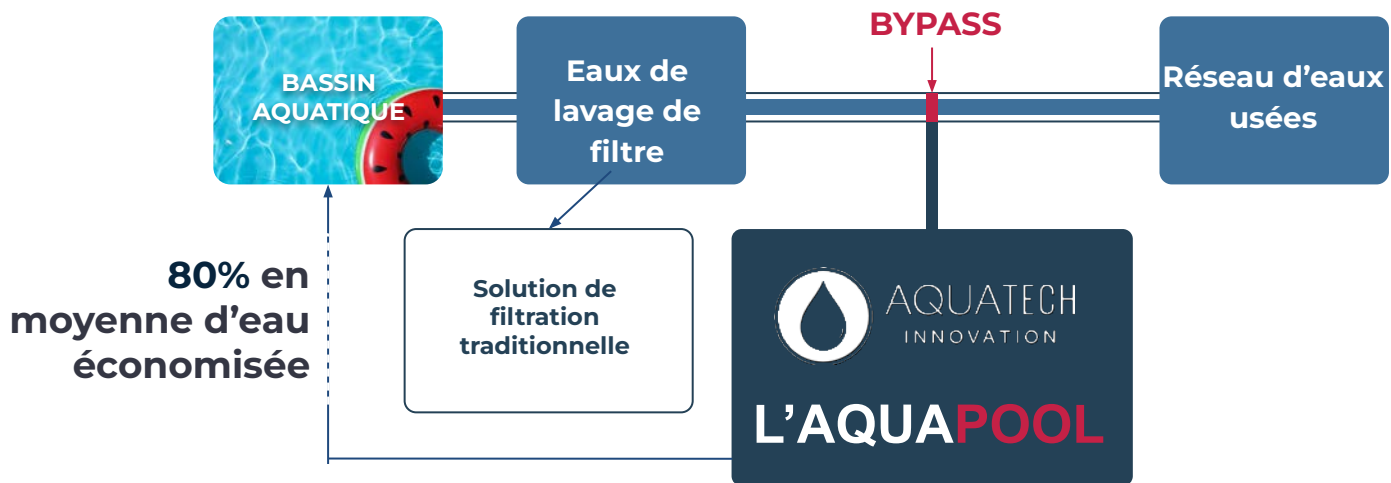 BYPASS
BASSIN
AQUATIQUE
Eaux de
lavage de
filtre
Réseau d’eaux
usées
80% en
moyenne d’eau
économisée
Solution de
filtration
traditionnelle
AQUATECH
INNOVATION
L’AQUAPOOL